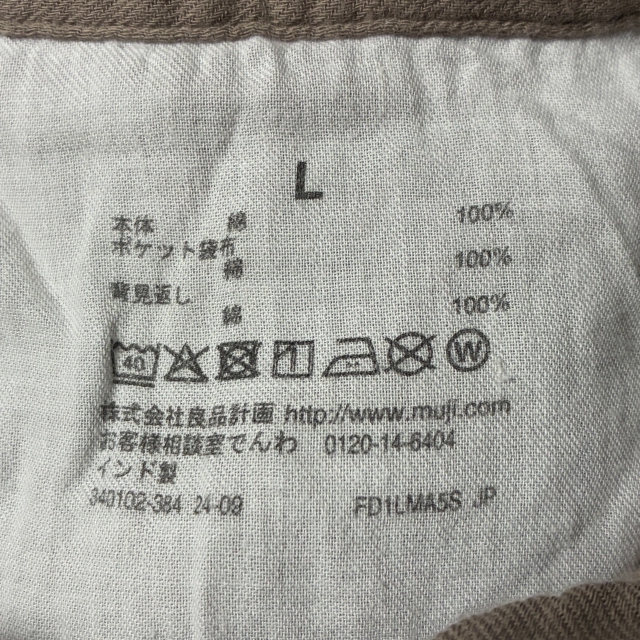 L
本体 綿 100%
ポケット袋布
綿 100%
背見返し
綿 100%
40 1 W
株式会社良品計画 http://www.muji.com
お客様相談室でんわ 0120-14-6404
インド製
340102-384 24-09 FD1LMA5S JP